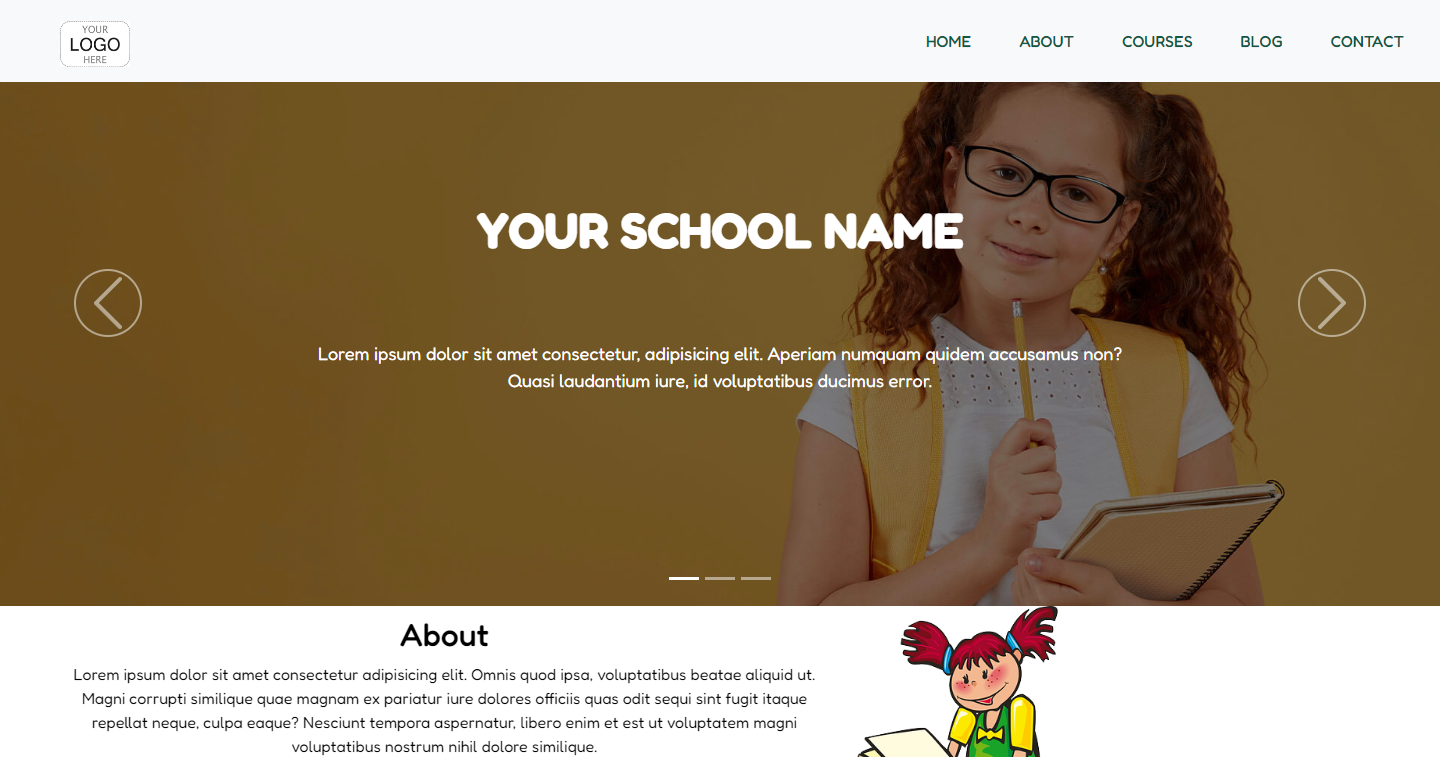 YOUR
LOGO
HERE
HOME ABOUT COURSES BLOG CONTACT
YOUR SCHOOL NAME
Lorem ipsum dolor sit amet consectetur, adipisicing elit. Aperiam numquam quidem accusamus non?
Quasi laudantium iure, id voluptatibus ducimus error.
About
Lorem ipsum dolor sit amet consectetur adipisicing elit. Omnis quod ipsa, voluptatibus beatae aliquid ut.
Magni corrupti similique quae magnam ex pariatur iure dolores officiis quas odit sequi sint fugit itaque
repellat neque, culpa eaque? Nesciunt tempora aspernatur, libero enim et est ut voluptatem magni
voluptatibus nostrum nihil dolore similique.